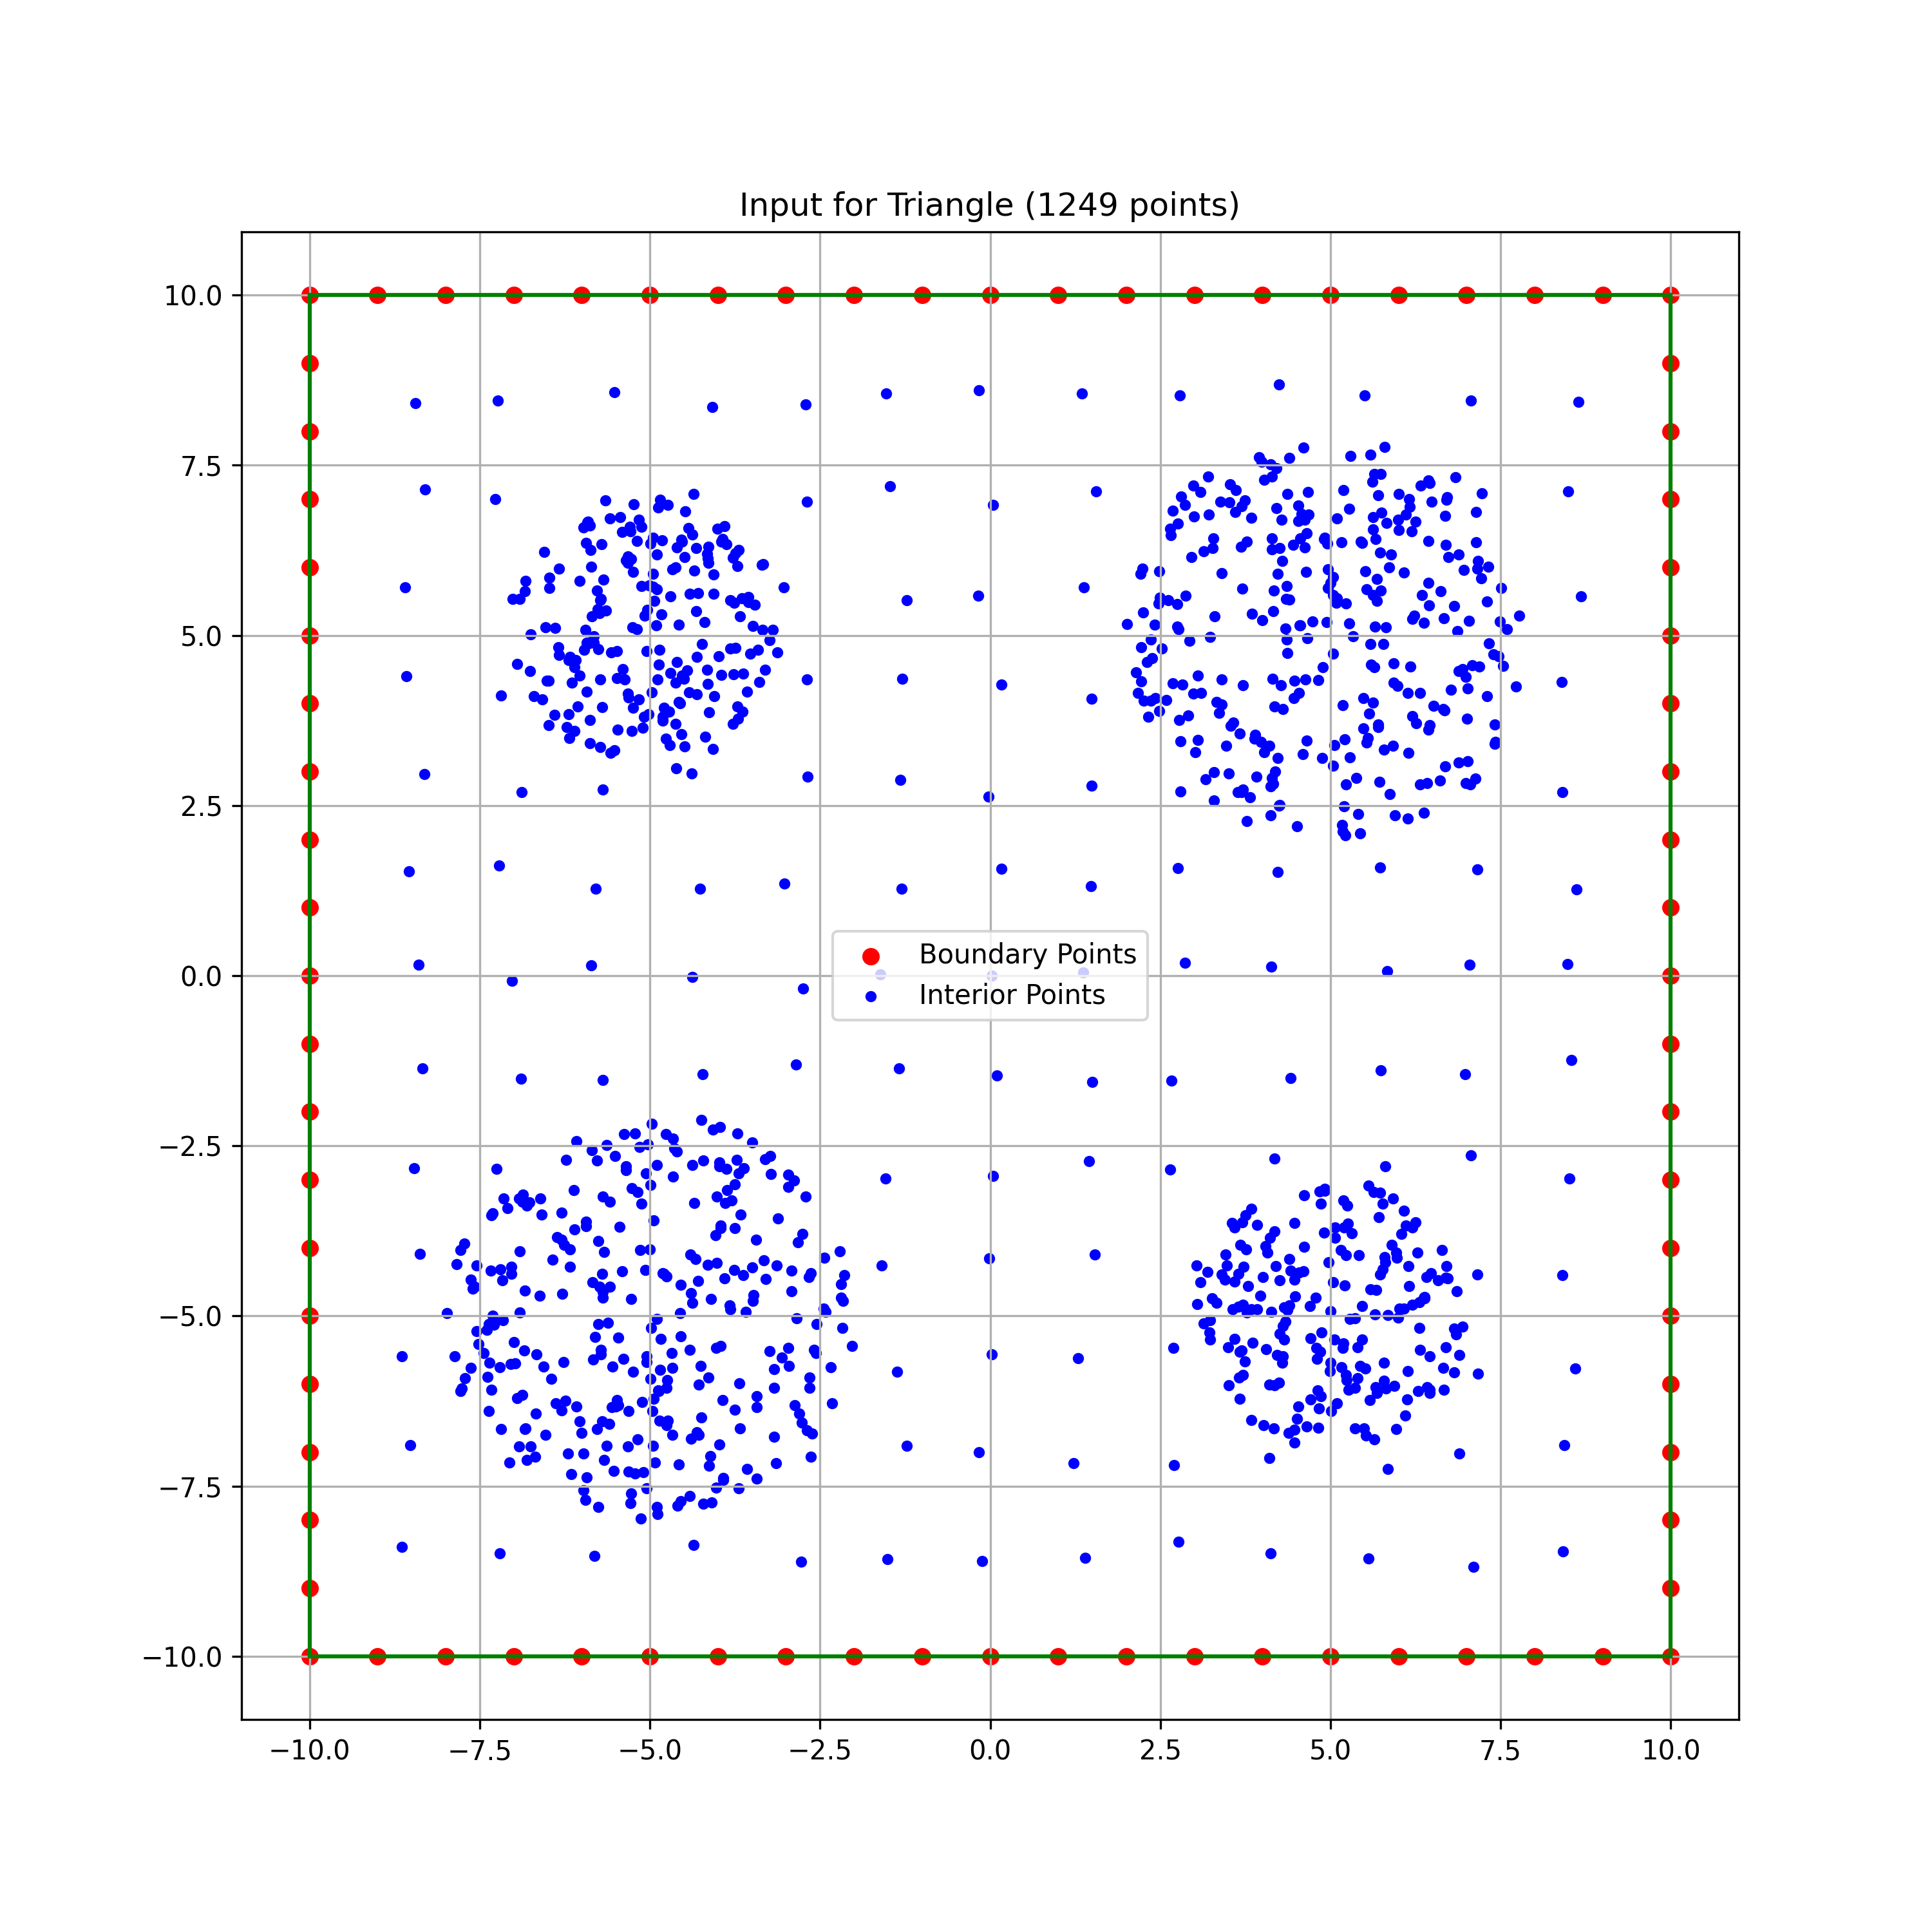 Input for Triangle (1249 points)
10.0
7.5
5.0
2.5
0.0
−2.5
−5.0
−7.5
−10.0
Boundary Points
Interior Points
−10.0 −7.5 −5.0 −2.5 0.0 2.5 5.0 7.5 10.0